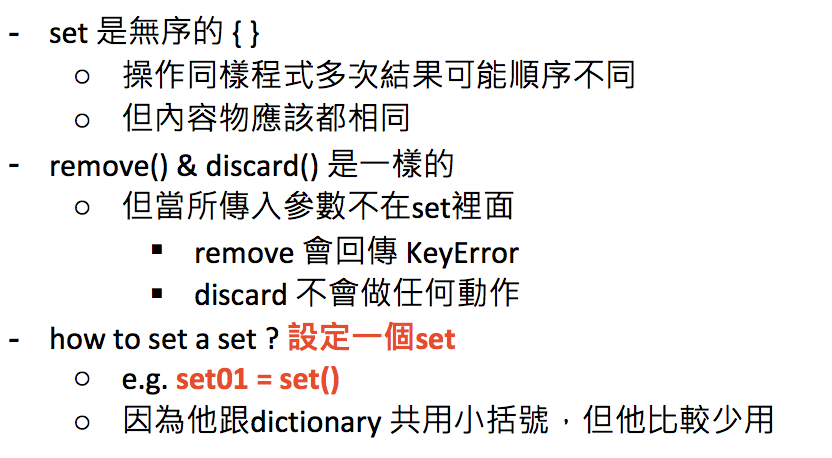 - set 是無序的 { }
○ 操作同樣程式多次結果可能順序不同
○ 但內容物應該都相同
- remove() & discard() 是一樣的
○ 但當所傳入參數不在set裡面
▪ remove 會回傳 KeyError
▪ discard 不會做任何動作
- how to set a set ? 設定一個set
○ e.g. set01 = set()
○ 因為他跟dictionary 共用小括號，但他比較少用